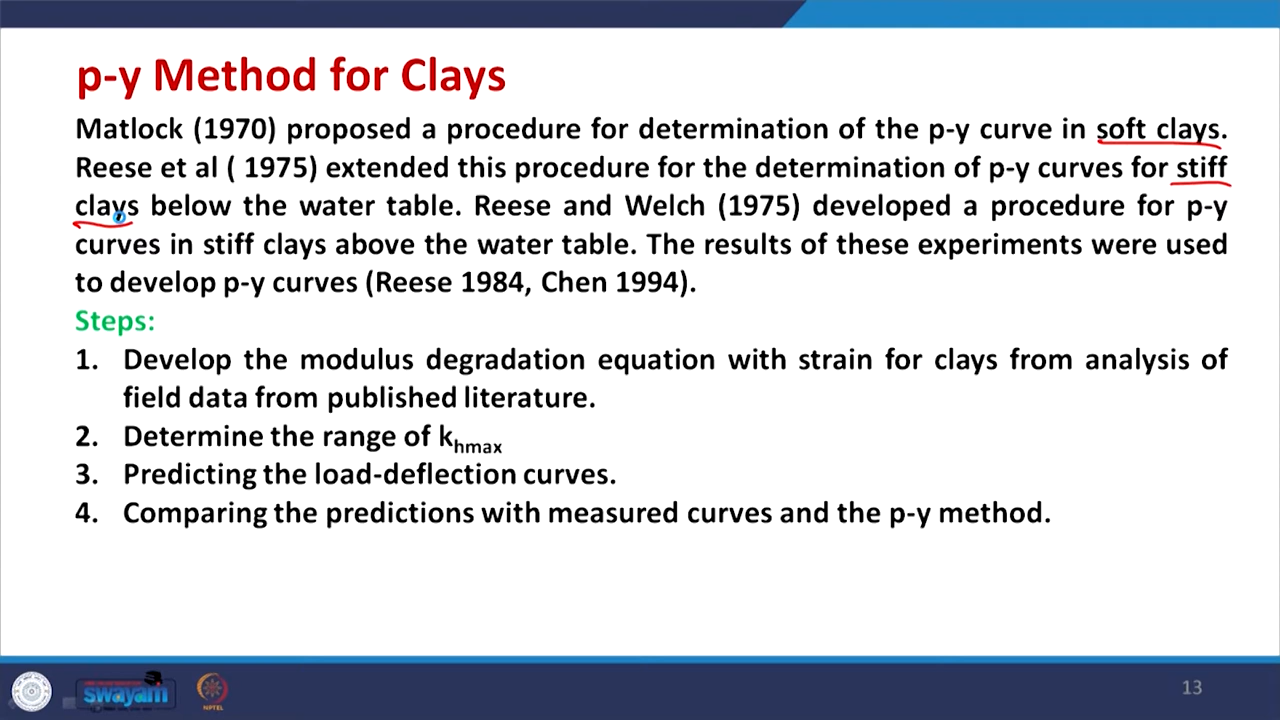 p-y Method for Clays
Matlock (1970) proposed a procedure for determination of the p-y curve in soft clays.
Reese et al ( 1975) extended this procedure for the determination of p-y curves for stiff
clays below the water table. Reese and Welch (1975) developed a procedure for p-y
curves in stiff clays above the water table. The results of these experiments were used
to develop p-y curves (Reese 1984, Chen 1994).
Steps:
1. Develop the modulus degradation equation with strain for clays from analysis of
field data from published literature.
2. Determine the range of khmax
3. Predicting the load-deflection curves.
4. Comparing the predictions with measured curves and the p-y method.
swayam
NPTEL
13